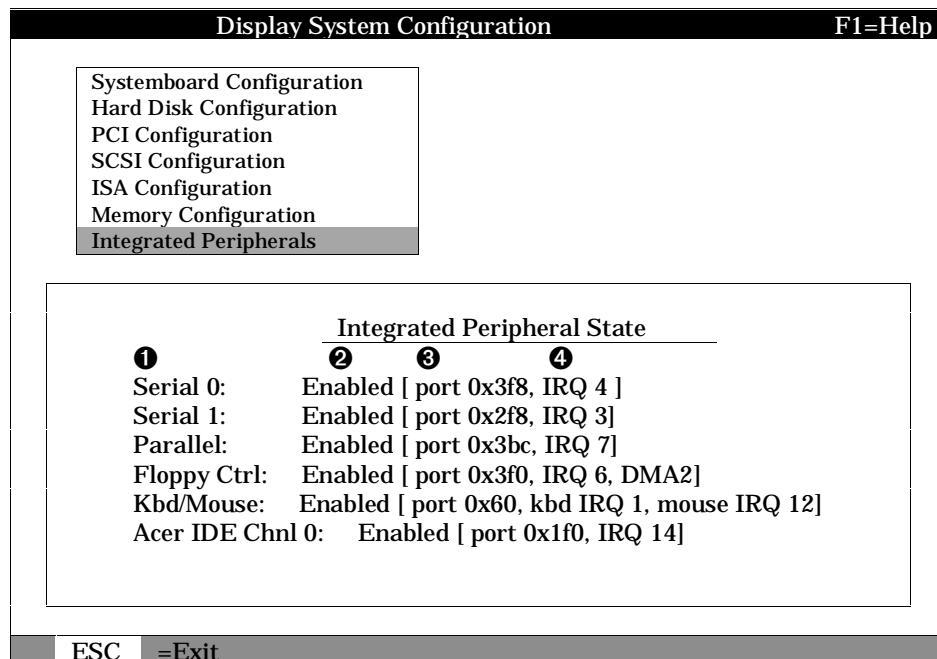 Display System Configuration F1=Help
Systemboard Configuration
Hard Disk Configuration
PCI Configuration
SCSI Configuration
ISA Configuration
Memory Configuration
Integrated Peripherals
Integrated Peripheral State
❶ ❷ ❸ ❹
Serial 0: Enabled [ port 0x3f8, IRQ 4 ]
Serial 1: Enabled [ port 0x2f8, IRQ 3]
Parallel: Enabled [ port 0x3bc, IRQ 7]
Floppy Ctrl: Enabled [ port 0x3f0, IRQ 6, DMA2]
Kbd/Mouse: Enabled [ port 0x60, kbd IRQ 1, mouse IRQ 12]
Acer IDE Chnl 0: Enabled [ port 0x1f0, IRQ 14]
ESC =Exit